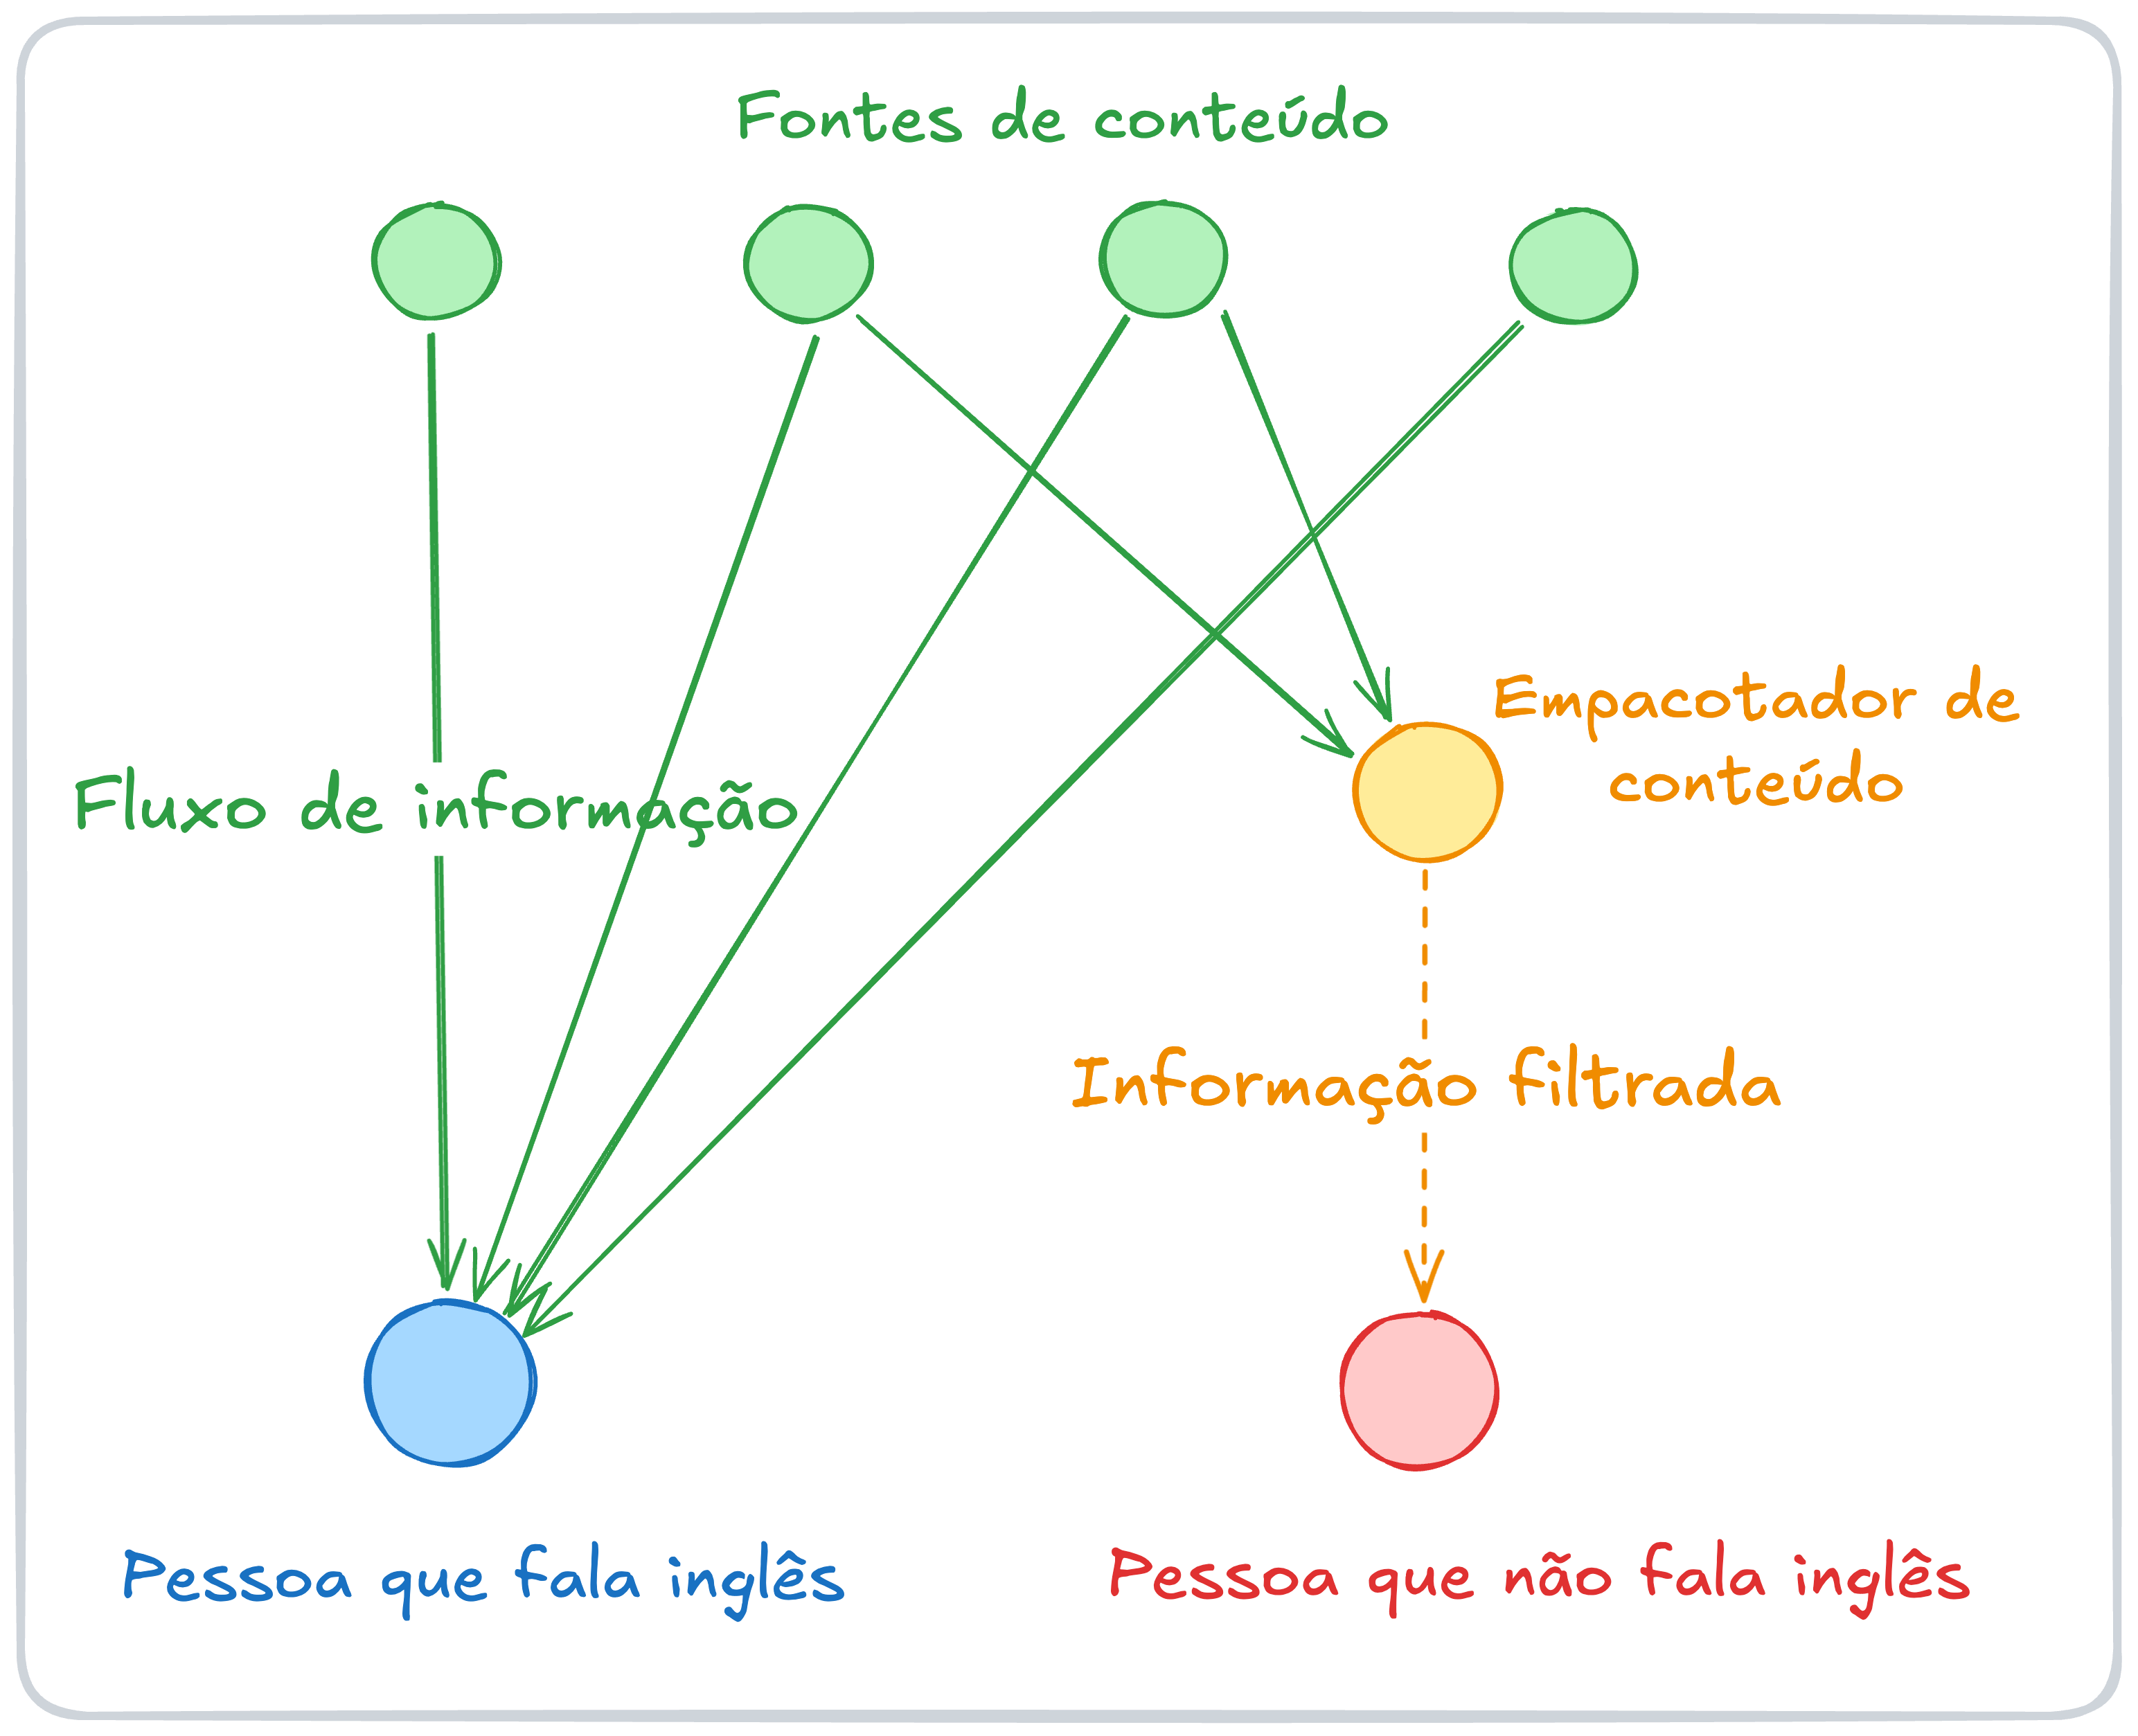 Fontes de conteúdo
Empacotador de
conteúdo
Fluxo de informação
Informação filtrada
Pessoa que fala inglês
Pessoa que não fala inglês